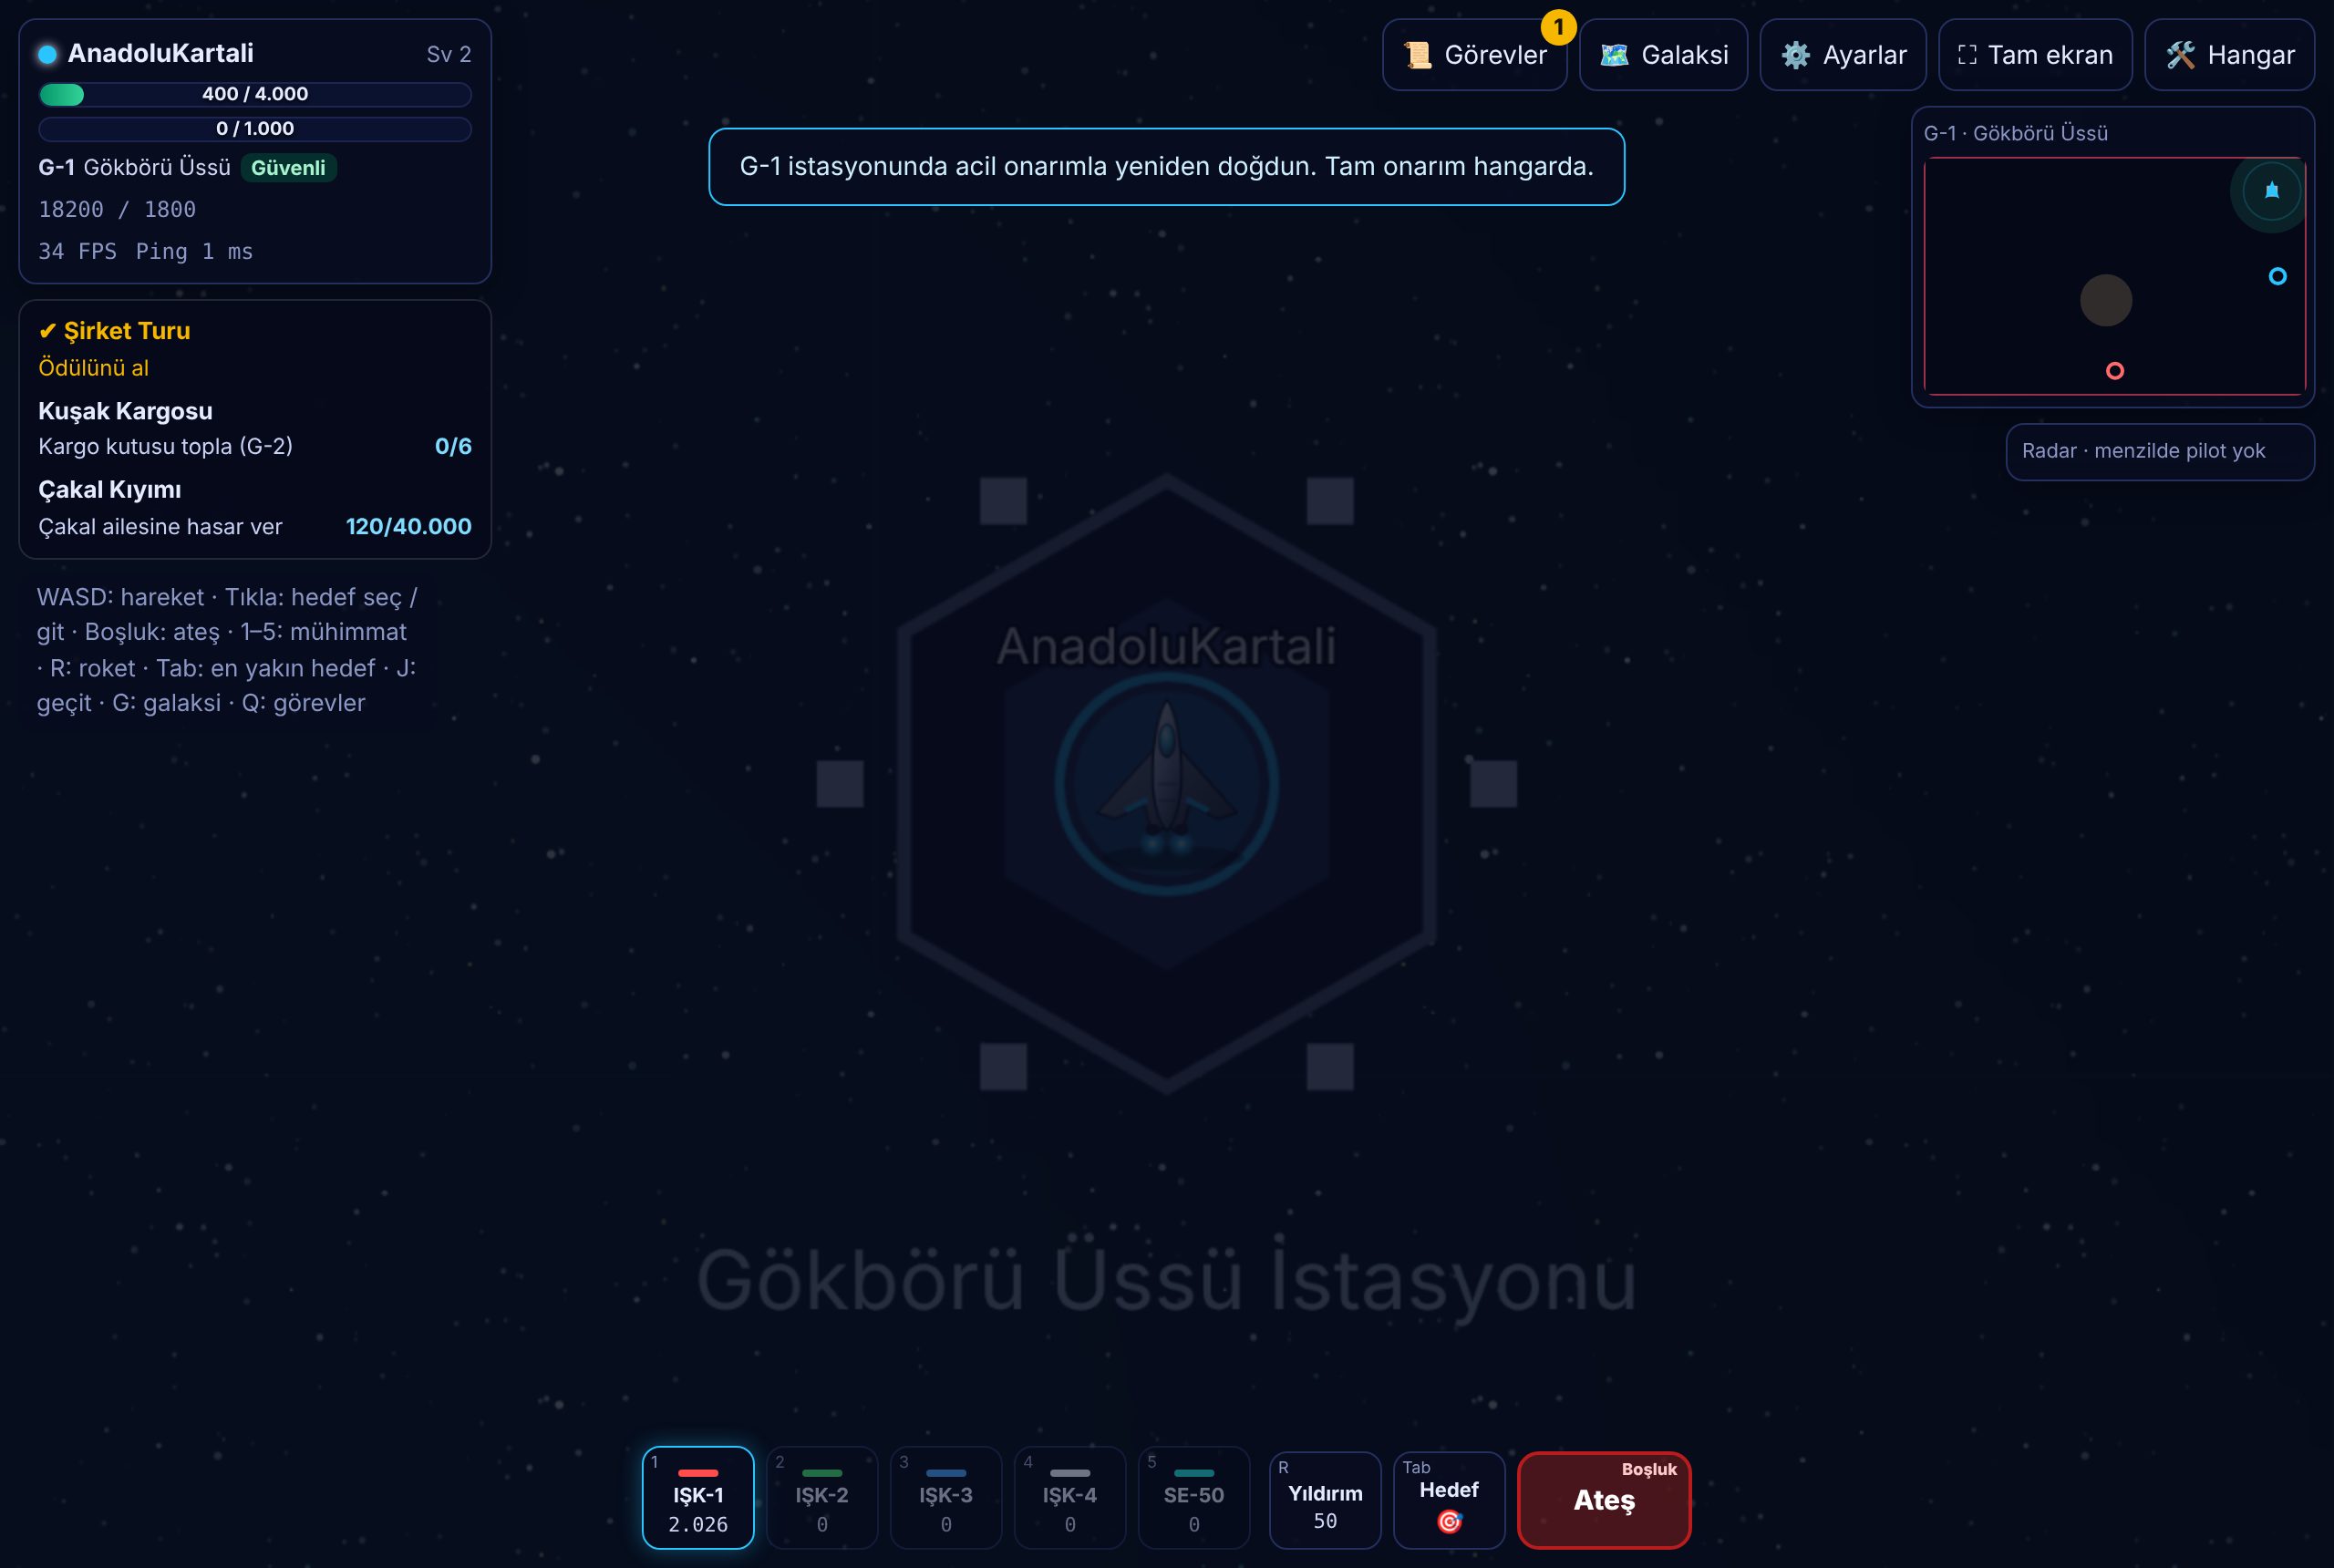 AnadoluKartali
Sv 2
400 / 4.000
0 / 1.000
G-1 Gökbörü Üssü Güvenli
18200 / 1800
34 FPS Ping 1 ms
✔ Şirket Turu
Ödülünü al
Kuşak Kargosu
Kargo kutusu topla (G-2) 0/6
Çakal Kıyımı
Çakal ailesine hasar ver 120/40.000
WASD: hareket · Tıkla: hedef seç /
git · Boşluk: ateş · 1–5: mühimmat
· R: roket · Tab: en yakın hedef · J:
geçit · G: galaksi · Q: görevler
Görevler 1
Galaksi
Ayarlar
Tam ekran
Hangar
G-1 istasyonunda acil onarımla yeniden doğdun. Tam onarım hangarda.
G-1 · Gökbörü Üssü
Radar · menzilde pilot yok
AnadoluKartali
Gökbörü Üssü İstasyonu
1
IŞK-1
2.026
2
IŞK-2
0
3
IŞK-3
0
4
IŞK-4
0
5
SE-50
0
R
Yıldırım
50
Tab
Hedef
Boşluk
Ateş